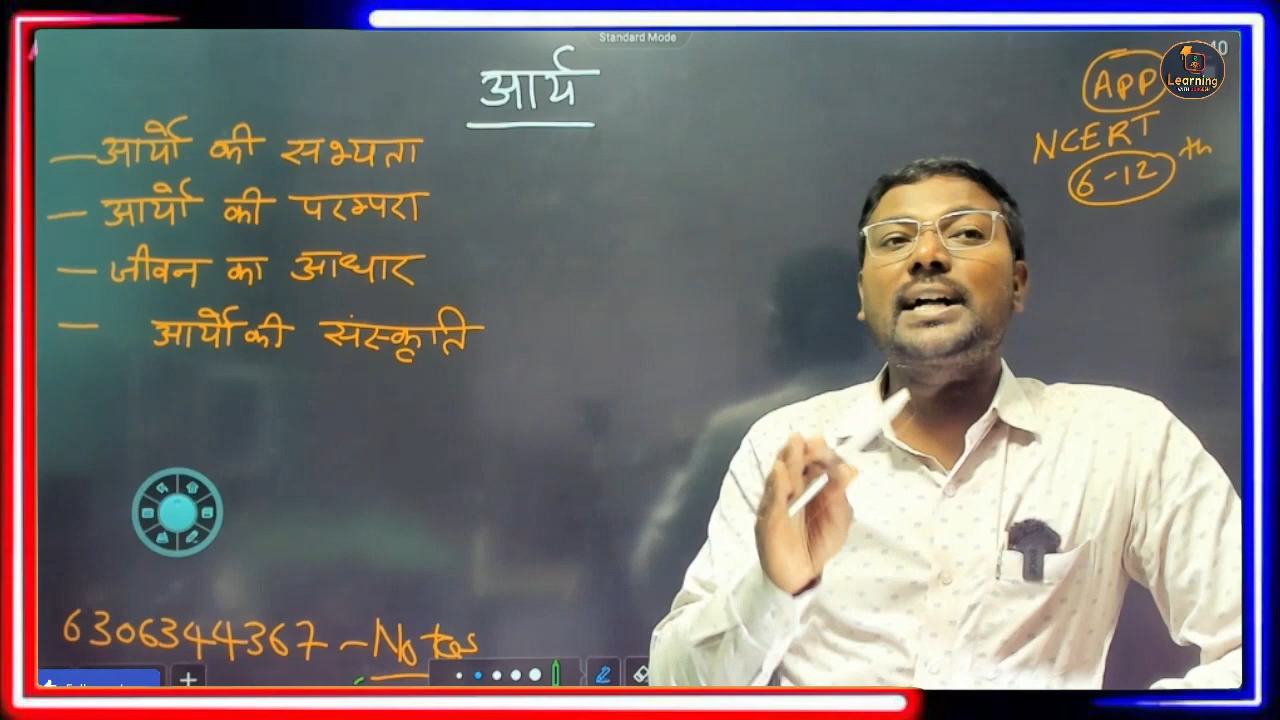 Standard Mode
आर्य
APP
Learning
NCERT
6-12th
– आर्यो की सभ्यता
– आर्यो की परम्परा
– जीवन का आधार
– आर्यो की संस्कृति
6306344367 – Notes